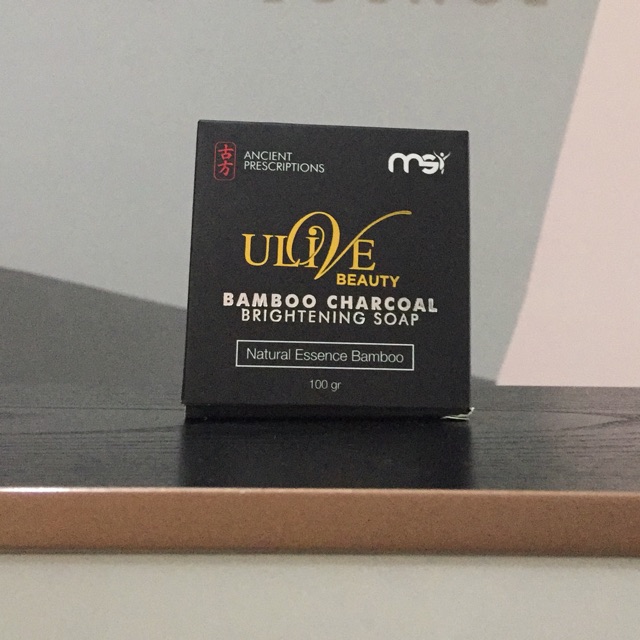 古方
ANCIENT
PRESCRIPTIONS
msi
ULIVE
BEAUTY
BAMBOO CHARCOAL
BRIGHTENING SOAP
Natural Essence Bamboo
100 gr